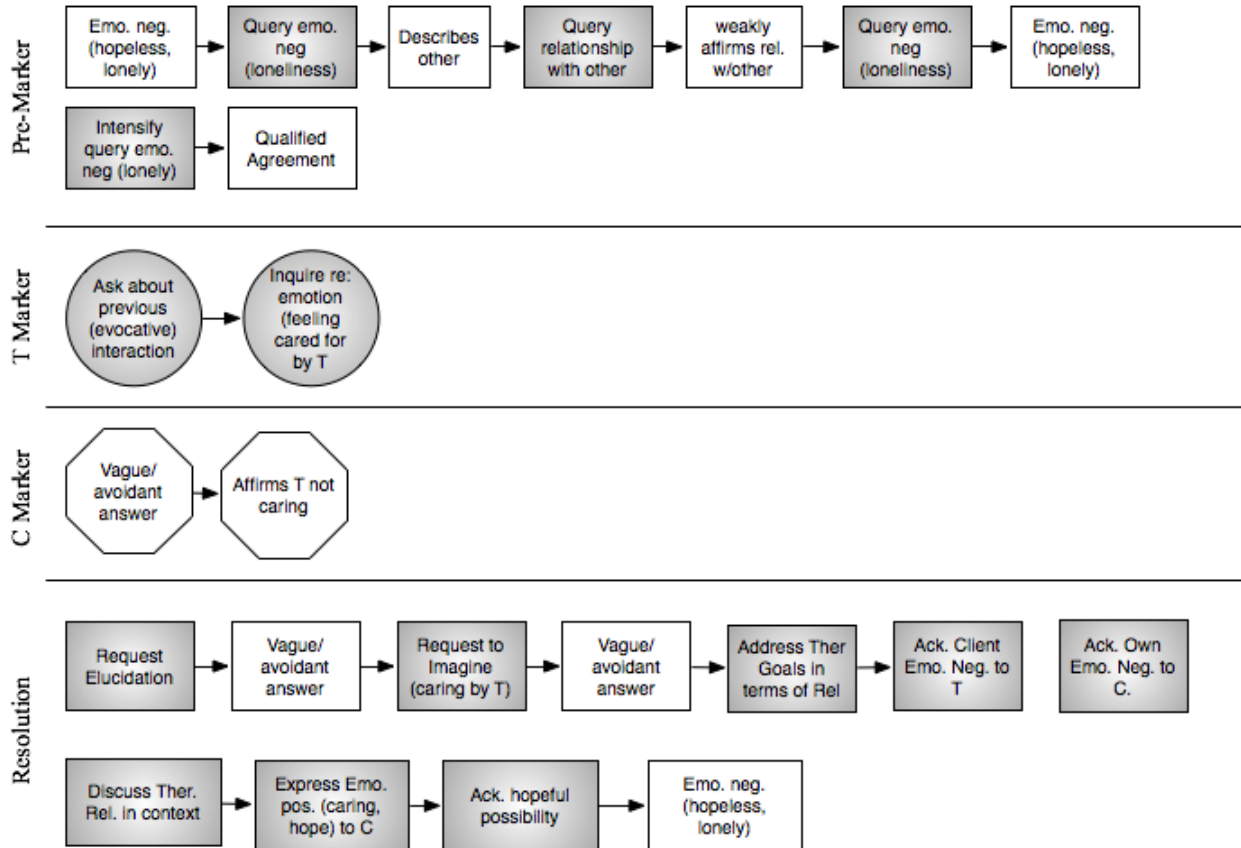 Pre-Marker
Emo. neg.
(hopeless,
lonely)
Query emo.
neg
(loneliness)
Describes
other
Query
relationship
with other
weakly
affirms rel.
w/other
Query emo.
neg
(loneliness)
Emo. neg.
(hopeless,
lonely)
Intensify
query emo.
neg (lonely)
Qualified
Agreement
T Marker
Ask about
previous
(evocative)
interaction
Inquire re:
emotion
(feeling
cared for
by T
C Marker
Vague/
avoidant
answer
Affirms T not
caring
Resolution
Request
Elucidation
Vague/
avoidant
answer
Request to
Imagine
(caring by T)
Vague/
avoidant
answer
Address Ther
Goals in
terms of Rel
Ack. Client
Emo. Neg. to
T
Ack. Own
Emo. Neg. to
C.
Discuss Ther.
Rel. in context
Express Emo.
pos. (caring,
hope) to C
Ack. hopeful
possibility
Emo. neg.
(hopeless,
lonely)